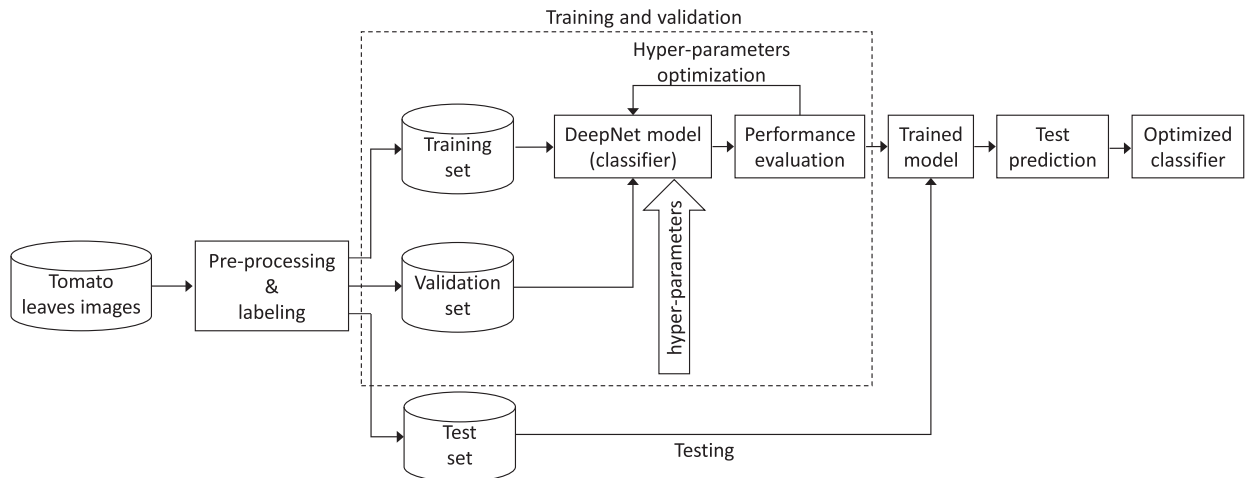 Training and validation
Hyper-parameters
optimization
Training
set
DeepNet model
(classifier)
Performance
evaluation
Trained
model
Test
prediction
Optimized
classifier
Tomato
leaves images
Pre-processing
&
labeling
Validation
set
hyper-parameters
Test
set
Testing